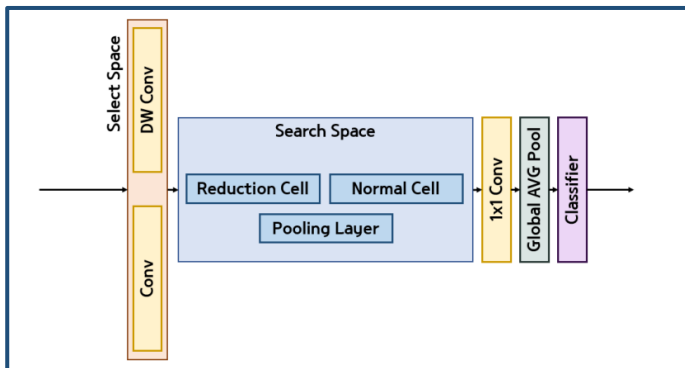 Select Space
DW Conv
Conv
Search Space
Reduction Cell
Normal Cell
Pooling Layer
1x1 Conv
Global AVG Pool
Classifier